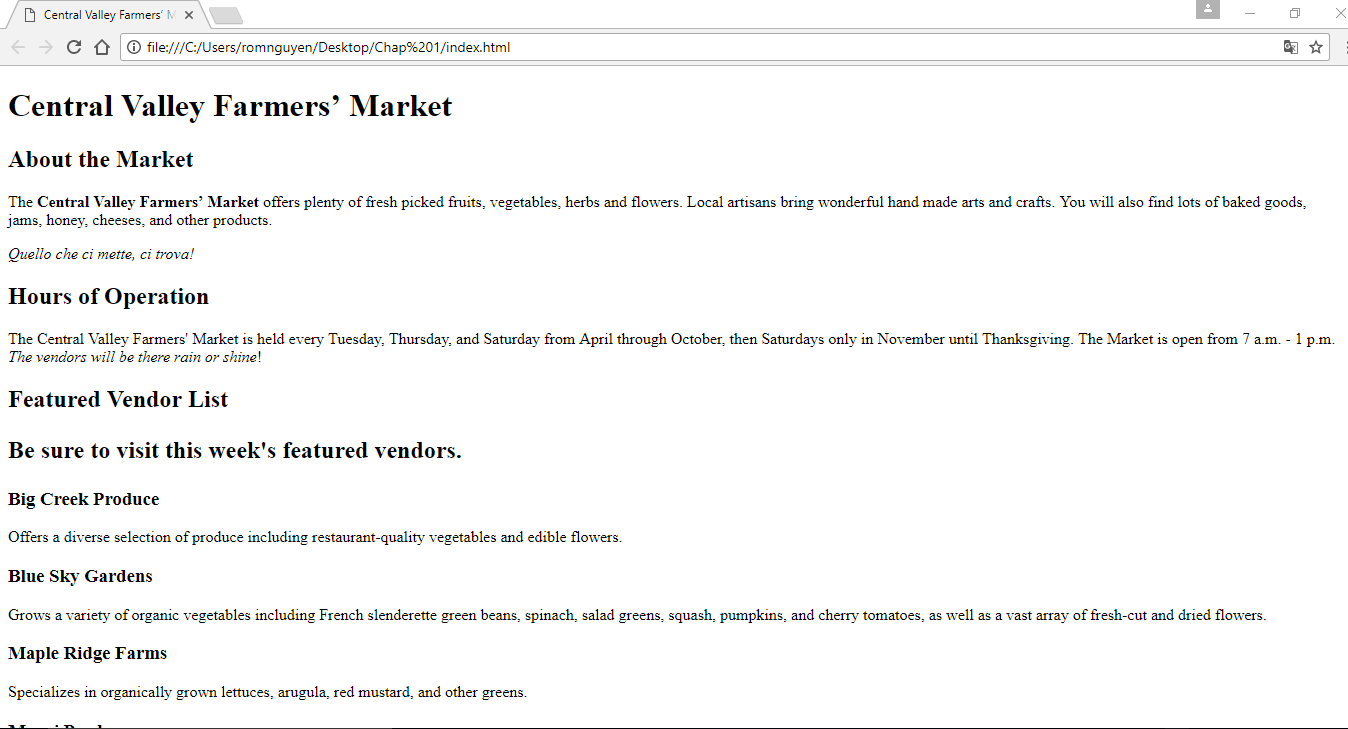 Central Valley Farmers’ M
file:///C:/Users/romnguyen/Desktop/Chap%201/index.html
Central Valley Farmers’ Market
About the Market
The Central Valley Farmers’ Market offers plenty of fresh picked fruits, vegetables, herbs and flowers. Local artisans bring wonderful hand made arts and crafts. You will also find lots of baked goods,
jams, honey, cheeses, and other products.
Quello che ci mette, ci trova!
Hours of Operation
The Central Valley Farmers' Market is held every Tuesday, Thursday, and Saturday from April through October, then Saturdays only in November until Thanksgiving. The Market is open from 7 a.m. - 1 p.m.
The vendors will be there rain or shine!
Featured Vendor List
Be sure to visit this week's featured vendors.
Big Creek Produce
Offers a diverse selection of produce including restaurant-quality vegetables and edible flowers.
Blue Sky Gardens
Grows a variety of organic vegetables including French slenderette green beans, spinach, salad greens, squash, pumpkins, and cherry tomatoes, as well as a vast array of fresh-cut and dried flowers.
Maple Ridge Farms
Specializes in organically grown lettuces, arugula, red mustard, and other greens.